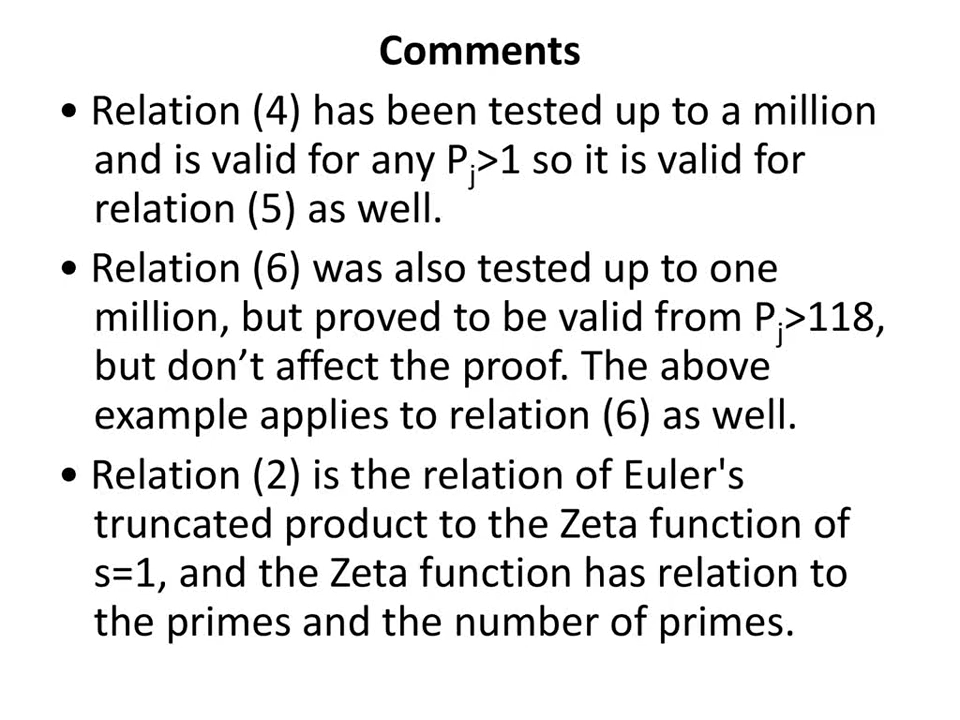 Comments
• Relation (4) has been tested up to a million
and is valid for any Pj>1 so it is valid for
relation (5) as well.
• Relation (6) was also tested up to one
million, but proved to be valid from Pj>118,
but don’t affect the proof. The above
example applies to relation (6) as well.
• Relation (2) is the relation of Euler's
truncated product to the Zeta function of
s=1, and the Zeta function has relation to
the primes and the number of primes.